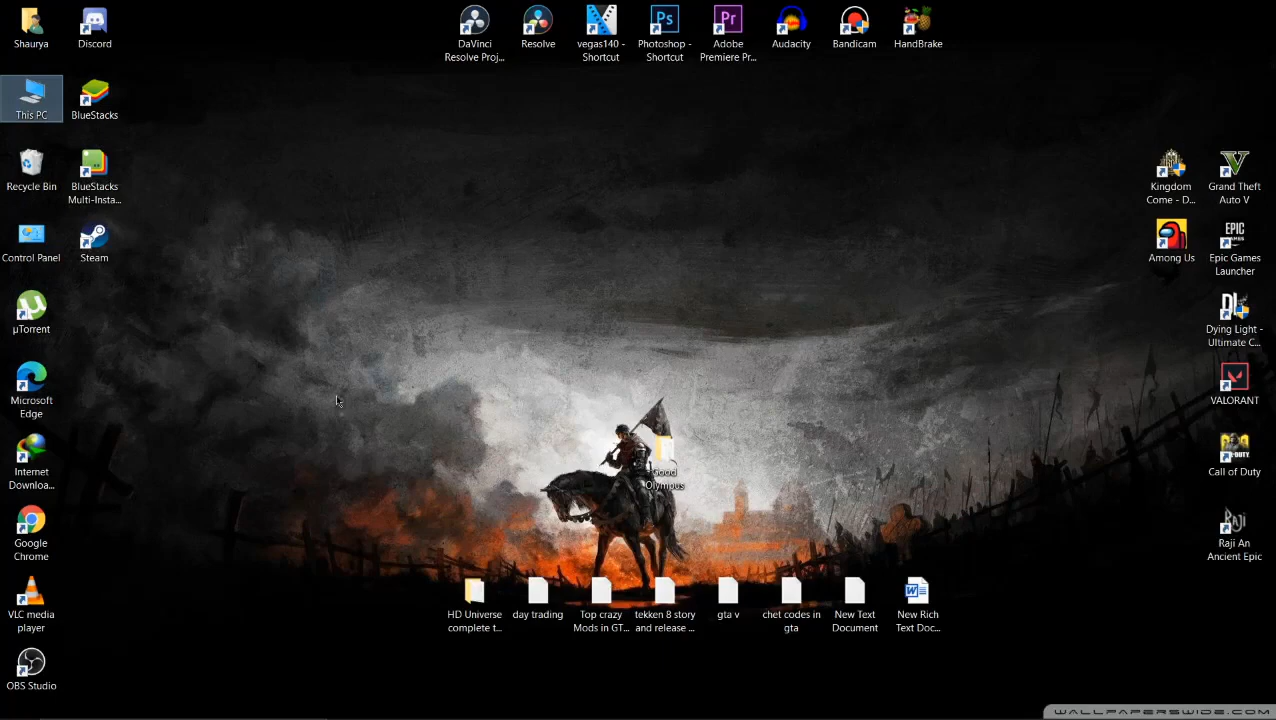 Shaurya
Discord
DaVinci
Resolve Proj...
Resolve
vegas140 -
Shortcut
Photoshop -
Shortcut
Adobe
Premiere Pr...
Audacity
Bandicam
HandBrake
This PC
BlueStacks
Recycle Bin
BlueStacks
Multi-Insta...
Kingdom
Come - D...
Grand Theft
Auto V
Control Panel
Steam
Among Us
EPIC
GAMES
Epic Games
Launcher
µTorrent
Dying Light -
Ultimate C...
Microsoft
Edge
VALORANT
Internet
Downloa...
Good
Olympus
Call of Duty
Google
Chrome
Raji An
Ancient Epic
VLC media
player
HD Universe
complete t...
day trading
Top crazy
Mods in GT...
tekken 8 story
and release ...
gta v
chet codes in
gta
New Text
Document
New Rich
Text Doc...
OBS Studio
WALLPAPERSWIDE.COM